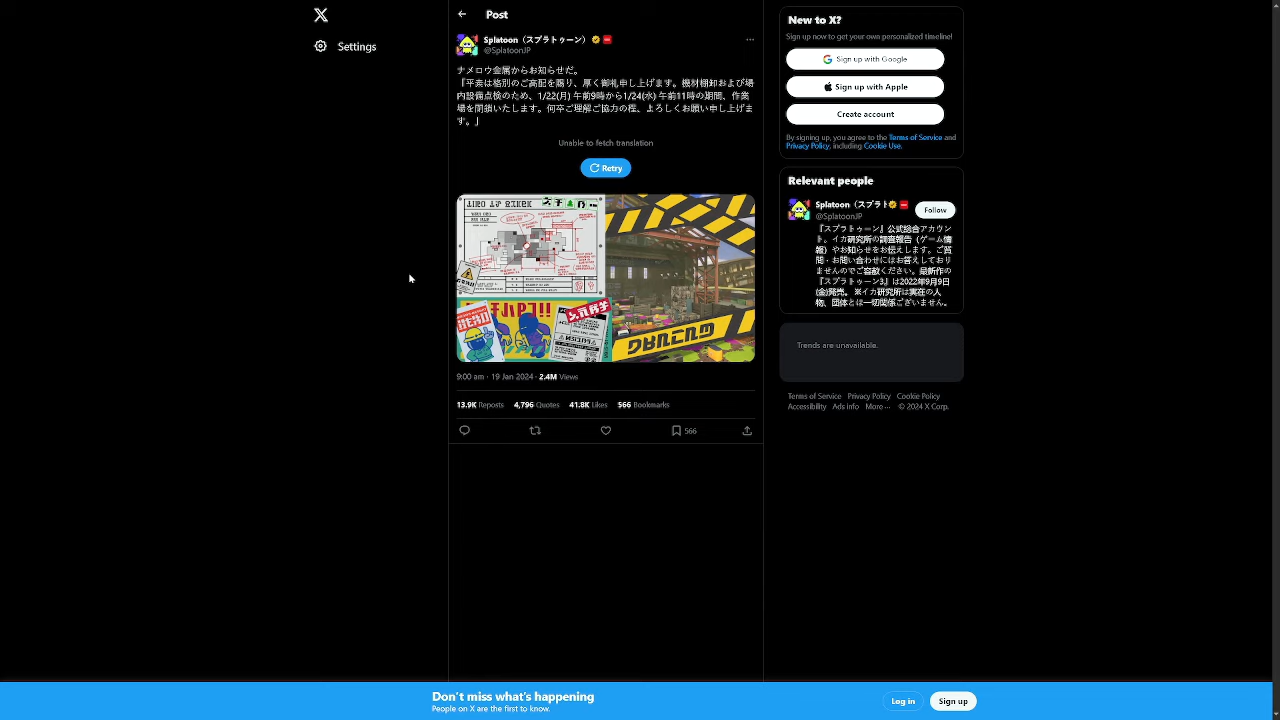 Post
Settings
Splatoon（スプラトゥーン）
@SplatoonJP
ナメロウ金属からお知らせだ。
『平素は格別のご高配を賜り、厚く御礼申し上げます。機材棚卸および場
内設備点検のため、1/22(月) 午前9時から1/24(水) 午前11時の期間、作業
場を閉鎖いたします。何卒ご理解ご協力の程、よろしくお願い申し上げま
す。』
Unable to fetch translation
Retry
9:00 am · 19 Jan 2024 · 2.4M Views
13.9K Reposts 4,796 Quotes 41.8K Likes 566 Bookmarks
566
New to X?
Sign up now to get your own personalized timeline!
Sign up with Google
Sign up with Apple
Create account
By signing up, you agree to the Terms of Service and
Privacy Policy, including Cookie Use.
Relevant people
Splatoon（スプラト
@SplatoonJP
Follow
『スプラトゥーン』公式総合アカウン
ト。イカ研究所の調査報告（ゲーム情
報）やお知らせをお伝えします。ご質
問・お問い合わせにはお答えしており
ませんのでご容赦ください。最新作の
『スプラトゥーン3』は2022年9月9日
(金)発売。 ※イカ研究所は実在の人
物、団体とは一切関係ございません。
Trends are unavailable.
Terms of Service Privacy Policy Cookie Policy
Accessibility Ads info More ··· © 2024 X Corp.
Don’t miss what’s happening
People on X are the first to know.
Log in
Sign up